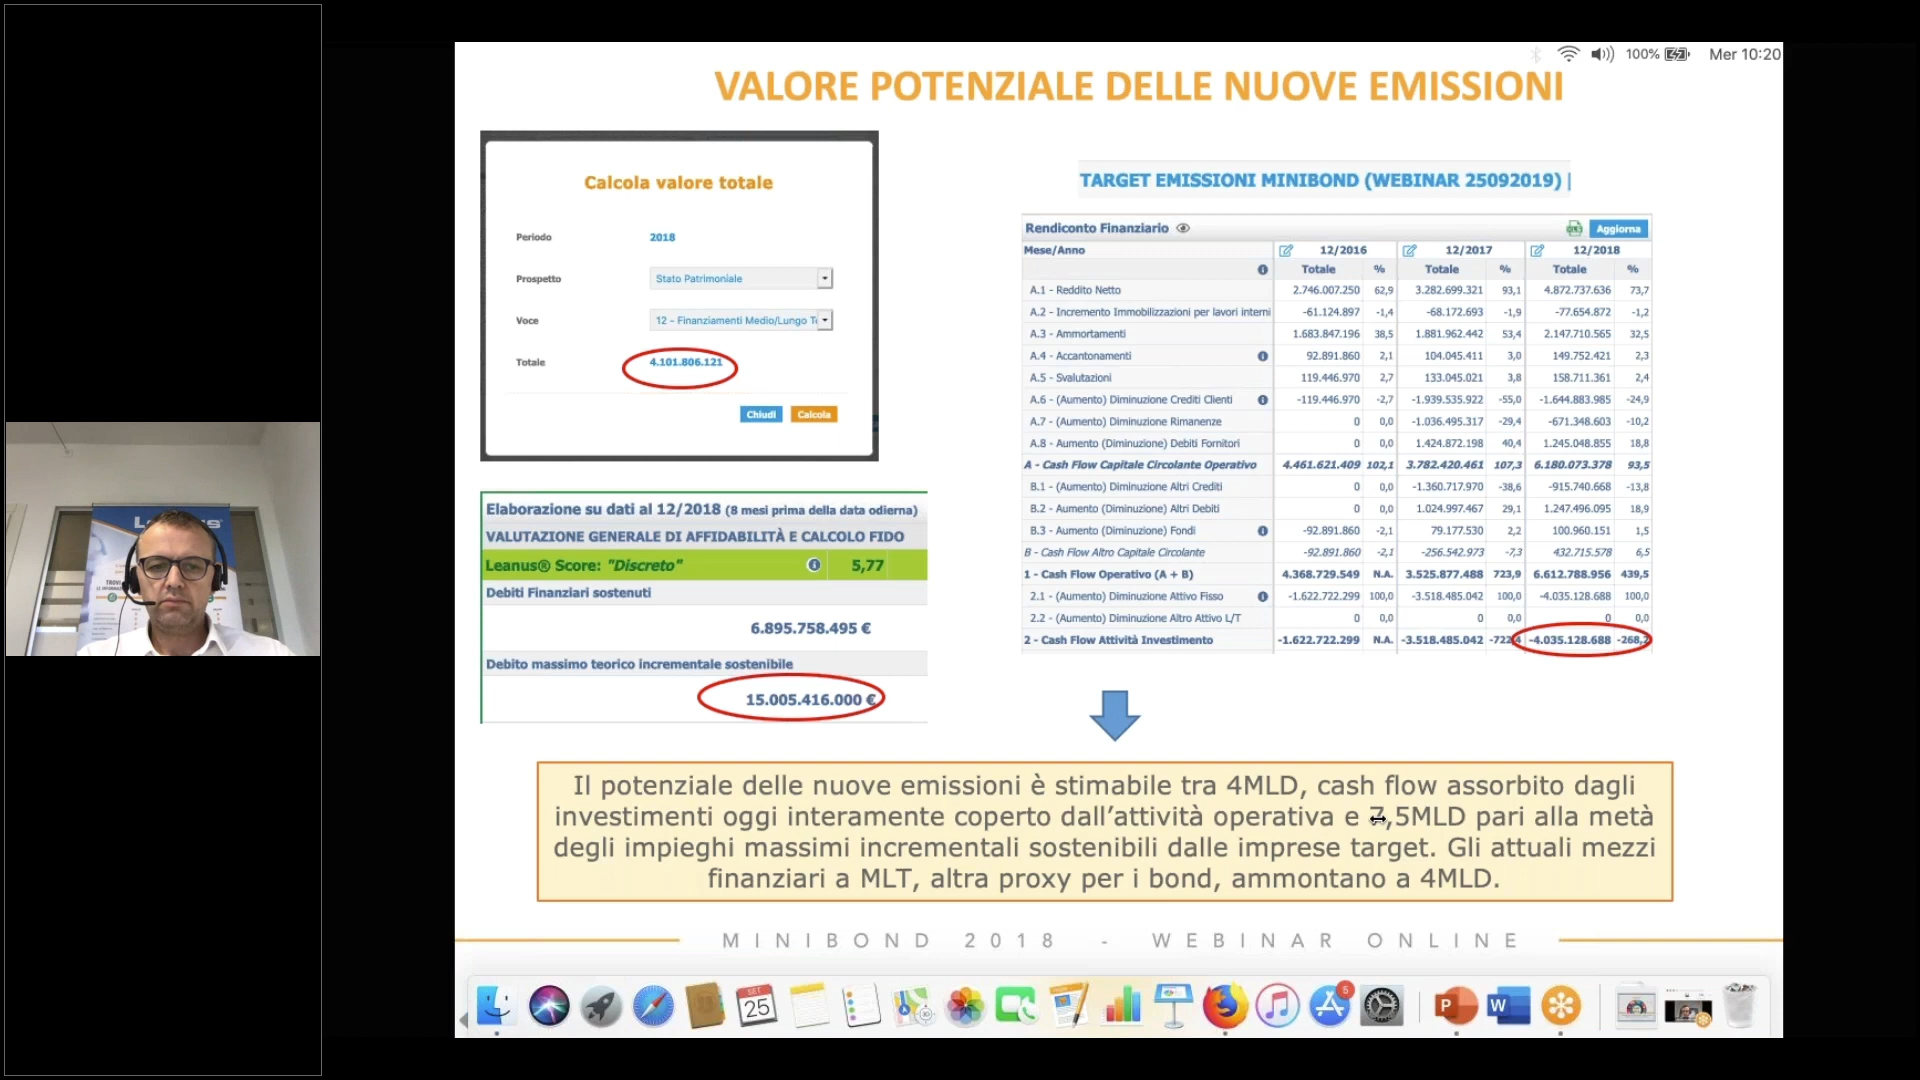 100%
Mer 10:20
VALORE POTENZIALE DELLE NUOVE EMISSIONI
Calcola valore totale
Periodo 2018
Prospetto Stato Patrimoniale
Voce 12 - Finanziamenti Medio/Lungo
Totale 4.101.806.121
Chiudi Calcola
Elaborazione su dati al 12/2018 (8 mesi prima della data odierna)
VALUTAZIONE GENERALE DI AFFIDABILITÀ E CALCOLO FIDO
Leanus® Score: "Discreto" 5,77
Debiti Finanziari sostenuti
6.895.758.495 €
Debito massimo teorico incrementale sostenibile
15.005.416.000 €
TARGET EMISSIONI MINIBOND (WEBINAR 25092019) |
Rendiconto Finanziario Aggiorna
Mese/Anno 12/2016 12/2017 12/2018
Totale % Totale % Totale %
A.1 - Reddito Netto 2.746.007.250 62,9 3.282.699.321 93,1 4.872.737.636 73,7
A.2 - Incremento Immobilizzazioni per lavori interni -61.124.897 -1,4 -68.172.693 -1,9 -77.654.872 -1,2
A.3 - Ammortamenti 1.683.847.196 38,5 1.881.962.442 53,4 2.147.710.565 32,5
A.4 - Accantonamenti 92.891.860 2,1 104.045.411 3,0 149.752.421 2,3
A.5 - Svalutazioni 119.446.970 2,7 133.045.021 3,8 158.711.361 2,4
A.6 - (Aumento) Diminuzione Crediti Clienti -119.446.970 -2,7 -1.939.535.922 -55,0 -1.644.883.985 -24,9
A.7 - (Aumento) Diminuzione Rimanenze 0 0,0 -1.036.495.317 -29,4 -671.348.603 -10,2
A.8 - Aumento (Diminuzione) Debiti Fornitori 0 0,0 1.424.872.198 40,4 1.245.048.855 18,8
A - Cash Flow Capitale Circolante Operativo 4.461.621.409 102,1 3.782.420.461 107,3 6.180.073.378 93,5
B.1 - (Aumento) Diminuzione Altri Crediti 0 0,0 -1.360.717.970 -38,6 -915.740.668 -13,8
B.2 - Aumento (Diminuzione) Altri Debiti 0 0,0 1.024.997.467 29,1 1.247.496.095 18,9
B.3 - Aumento (Diminuzione) Fondi -92.891.860 -2,1 79.177.530 2,2 100.960.151 1,5
B - Cash Flow Altro Capitale Circolante -92.891.860 -2,1 -256.542.973 -7,3 432.715.578 6,5
1 - Cash Flow Operativo (A + B) 4.368.729.549 N.A. 3.525.877.488 723,9 6.612.788.956 439,5
2.1 - (Aumento) Diminuzione Attivo Fisso -1.622.722.299 100,0 -3.518.485.042 100,0 -4.035.128.688 100,0
2.2 - (Aumento) Diminuzione Altro Attivo L/T 0 0,0 0 0,0 0 0,0
2 - Cash Flow Attività Investimento -1.622.722.299 N.A. -3.518.485.042 -4.035.128.688
Il potenziale delle nuove emissioni è stimabile tra 4MLD, cash flow assorbito dagli
investimenti oggi interamente coperto dall'attività operativa e 7,5MLD pari alla metà
degli impieghi massimi incrementali sostenibili dalle imprese target. Gli attuali mezzi
finanziari a MLT, altra proxy per i bond, ammontano a 4MLD.
MINIBOND 2018 - WEBINAR ONLINE
SET
25
5
P
W